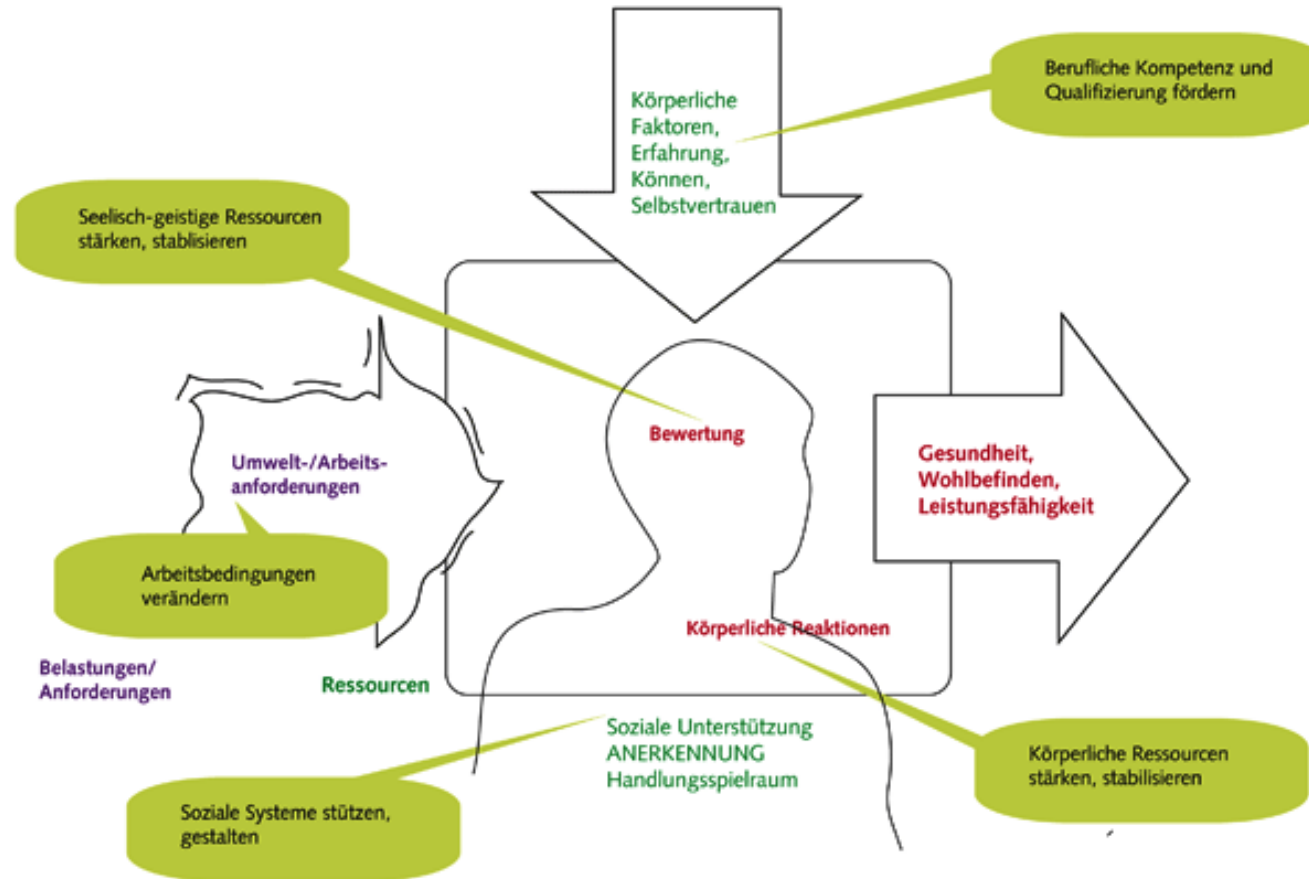 Körperliche
Faktoren,
Erfahrung,
Können,
Selbstvertrauen
Berufliche Kompetenz und
Qualifizierung fördern
Seelisch-geistige Ressourcen
stärken, stablisieren
Bewertung
Umwelt-/Arbeits-
anforderungen
Gesundheit,
Wohlbefinden,
Leistungsfähigkeit
Arbeitsbedingungen
verändern
Körperliche Reaktionen
Belastungen/
Anforderungen
Ressourcen
Soziale Unterstützung
ANERKENNUNG
Handlungsspielraum
Körperliche Ressourcen
stärken, stabilisieren
Soziale Systeme stützen,
gestalten